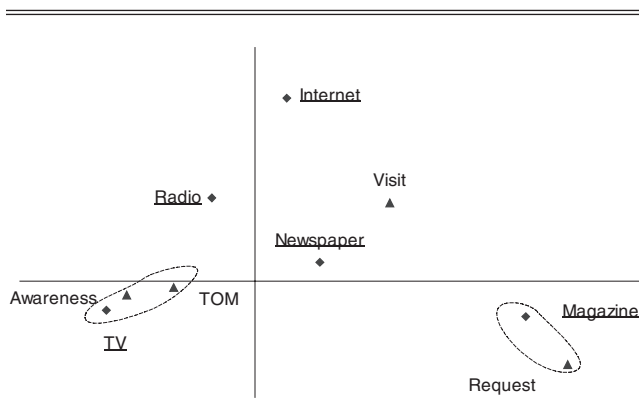 Internet
Visit
Radio
Newspaper
Awareness
TOM
Magazine
TV
Request